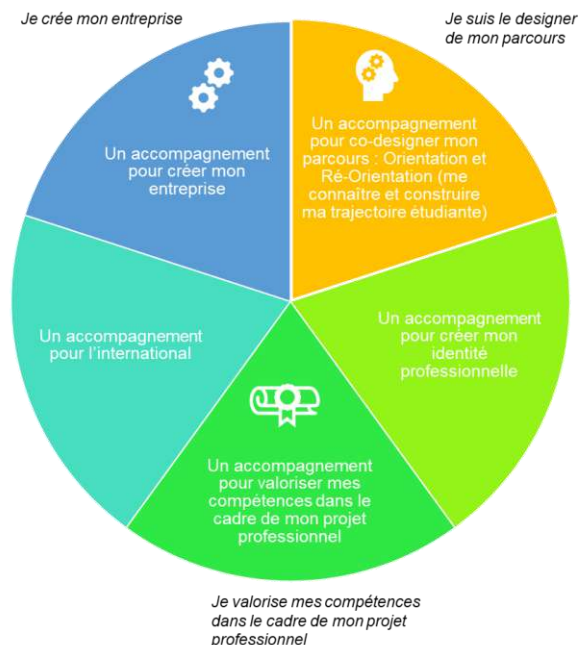 Je crée mon entreprise
Je suis le designer
de mon parcours
Un accompagnement
pour créer mon
entreprise
Un accompagnement
pour co-designer mon
parcours : Orientation et
Ré-Orientation (me
connaître et construire
ma trajectoire étudiante)
Un accompagnement
pour l'international
Un accompagnement
pour créer mon
identité
professionnelle
Un accompagnement
pour valoriser mes
compétences dans le
cadre de mon projet
professionnel
Je valorise mes compétences
dans le cadre de mon projet
professionnel